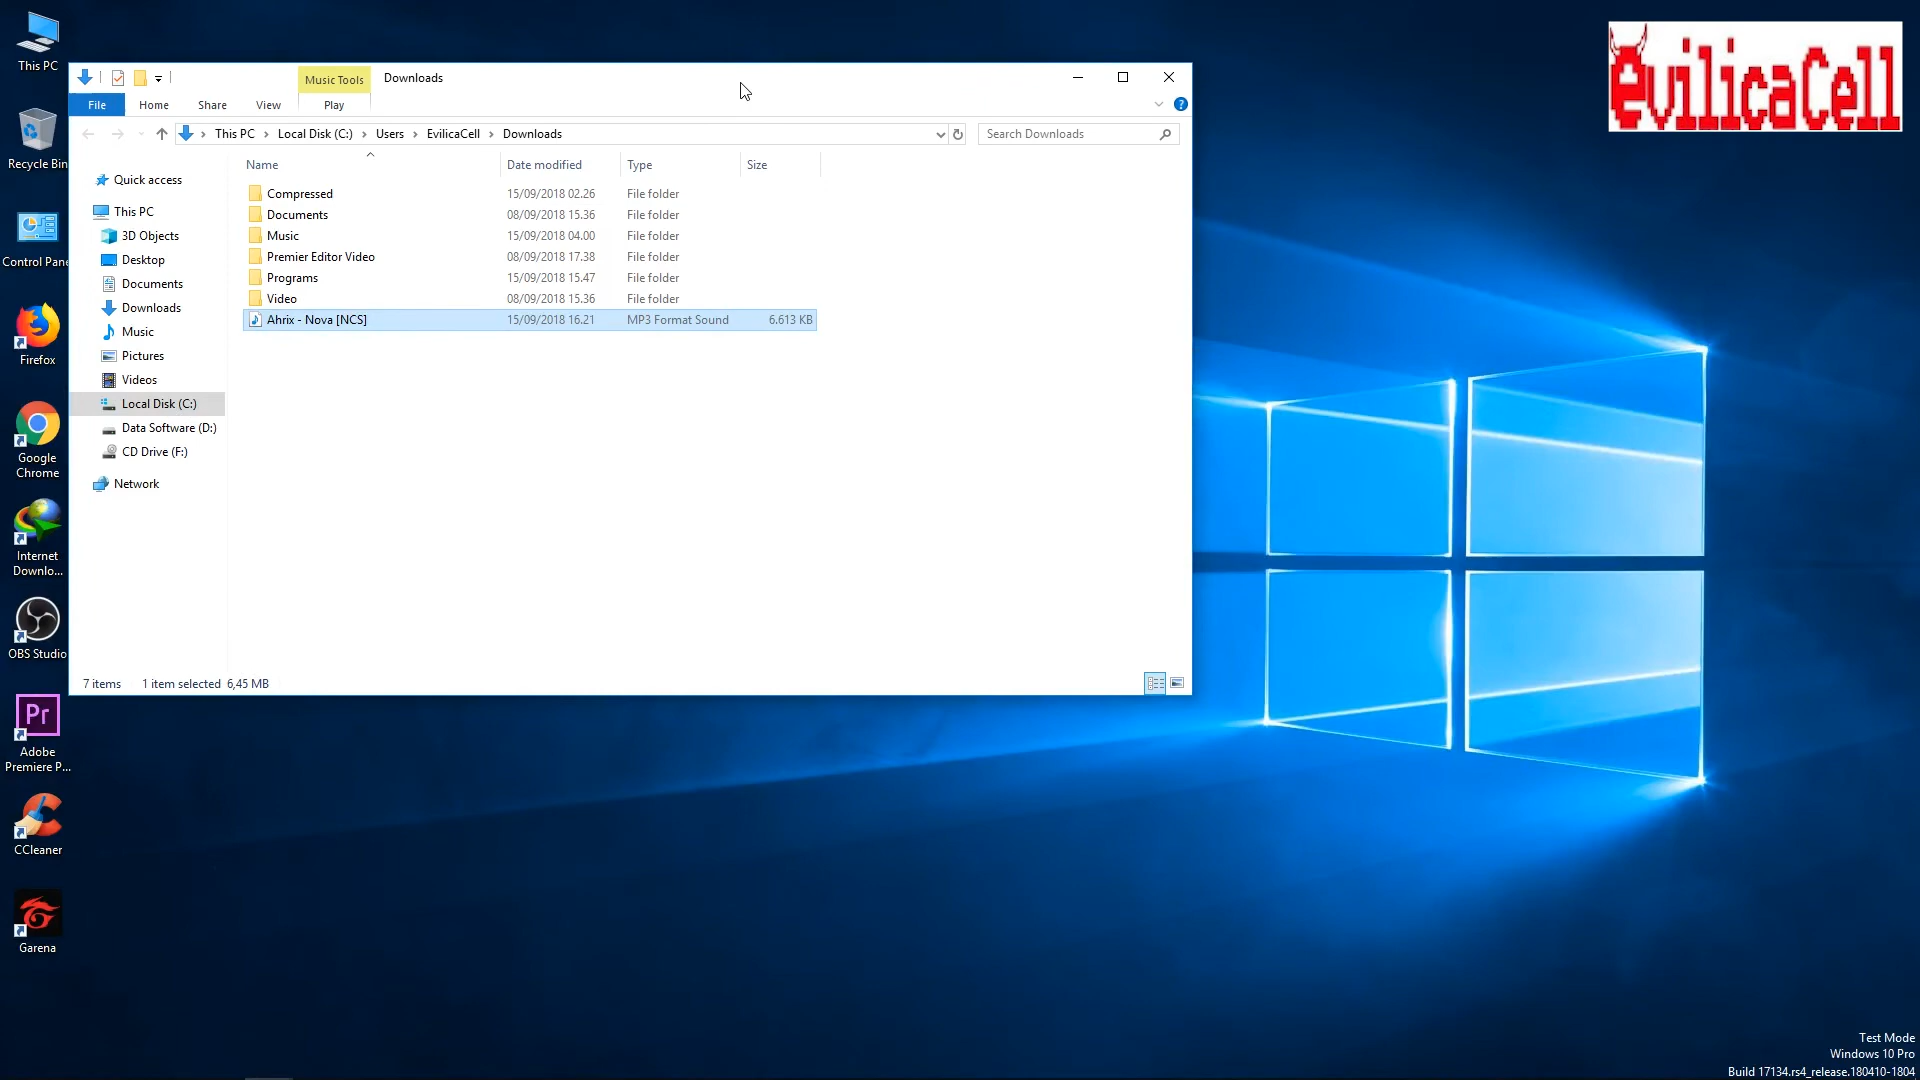 This PC
Recycle Bin
Control Pane
Firefox
Google
Chrome
Internet
Downlo...
OBS Studio
Pr
Adobe
Premiere P...
CCleaner
Garena
Music Tools
Downloads
File
Home
Share
View
Play
This PC
Local Disk (C:)
Users
EvilicaCell
Downloads
Search Downloads
Quick access
This PC
3D Objects
Desktop
Documents
Downloads
Music
Pictures
Videos
Local Disk (C:)
Data Software (D:)
CD Drive (F:)
Network
Name Date modified Type Size
Compressed 15/09/2018 02.26 File folder
Documents 08/09/2018 15.36 File folder
Music 15/09/2018 04.00 File folder
Premier Editor Video 08/09/2018 17.38 File folder
Programs 15/09/2018 15.47 File folder
Video 08/09/2018 15.36 File folder
Ahrix - Nova [NCS] 15/09/2018 16.21 MP3 Format Sound 6.613 KB
7 items 1 item selected 6,45 MB
evilicaCell
Test Mode
Windows 10 Pro
Build 17134.rs4_release.180410-1804